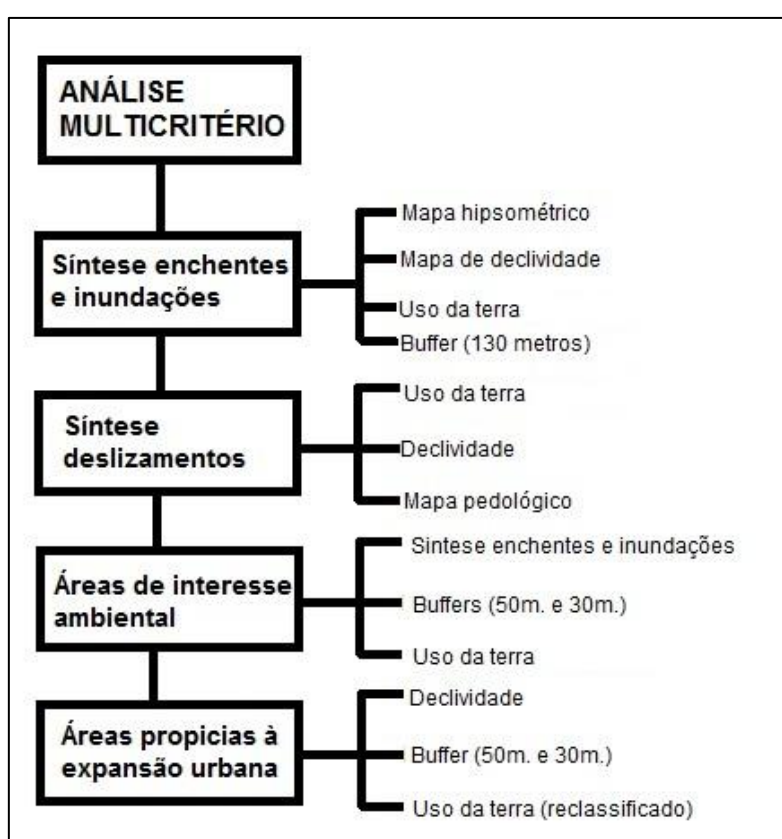 ANÁLISE
MULTICRITÉRIO
Síntese enchentes
e inundações
Mapa hipsométrico
Mapa de declividade
Uso da terra
Buffer (130 metros)
Síntese
deslizamentos
Uso da terra
Declividade
Mapa pedológico
Áreas de interesse
ambiental
Sintese enchentes e inundações
Buffers (50m. e 30m.)
Uso da terra
Áreas propicias à
expansão urbana
Declividade
Buffer (50m. e 30m.)
Uso da terra (reclassificado)